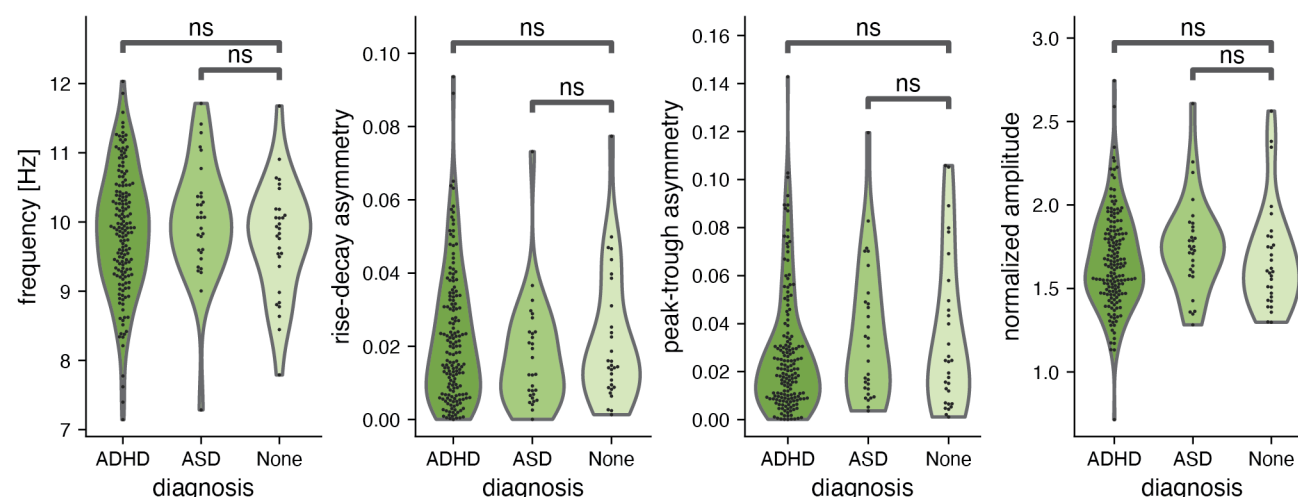 ns
ns
frequency [Hz]
12
11
10
9
8
7
ADHD ASD None
diagnosis
ns
ns
rise-decay asymmetry
0.10
0.08
0.06
0.04
0.02
0.00
ADHD ASD None
diagnosis
ns
ns
peak-trough asymmetry
0.16
0.14
0.12
0.10
0.08
0.06
0.04
0.02
0.00
ADHD ASD None
diagnosis
ns
ns
normalized amplitude
3.0
2.5
2.0
1.5
1.0
ADHD ASD None
diagnosis